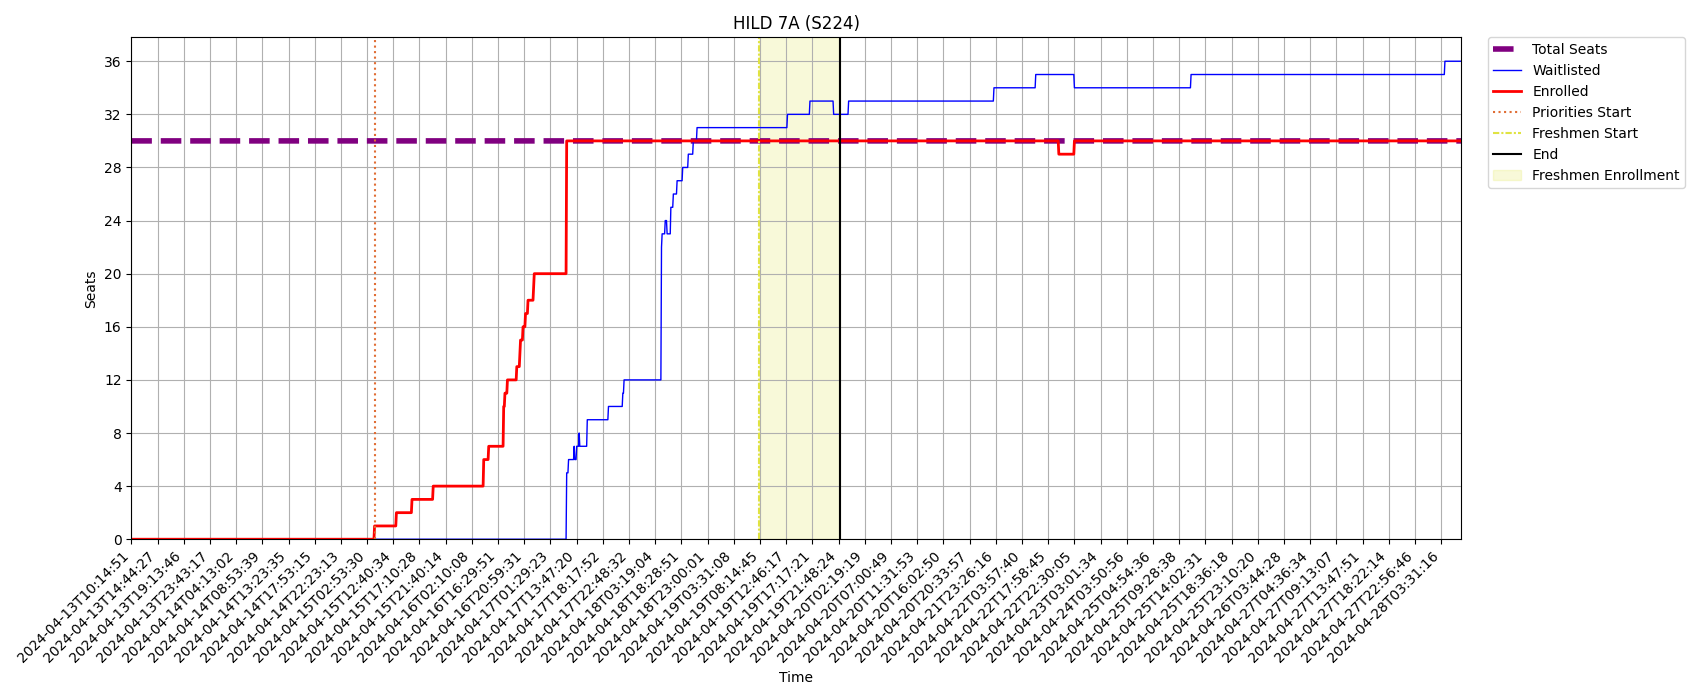 HILD 7A (S224)
Seats
36
32
28
24
20
16
12
8
4
0
2024-04-13T10:14:51
2024-04-13T14:44:27
2024-04-13T19:13:46
2024-04-13T23:43:17
2024-04-14T04:13:02
2024-04-14T08:53:39
2024-04-14T13:23:35
2024-04-14T17:53:15
2024-04-14T22:23:13
2024-04-15T02:53:30
2024-04-15T12:40:34
2024-04-15T17:10:28
2024-04-15T21:40:14
2024-04-16T02:10:08
2024-04-16T16:29:51
2024-04-16T20:59:31
2024-04-17T01:29:23
2024-04-17T13:47:20
2024-04-17T18:17:52
2024-04-17T22:48:32
2024-04-18T03:19:04
2024-04-18T18:28:51
2024-04-18T23:00:01
2024-04-19T03:31:08
2024-04-19T08:14:45
2024-04-19T12:46:17
2024-04-19T17:17:21
2024-04-19T21:48:24
2024-04-20T02:19:19
2024-04-20T07:00:49
2024-04-20T11:31:53
2024-04-20T16:02:50
2024-04-20T20:33:57
2024-04-21T23:26:16
2024-04-22T03:57:40
2024-04-22T17:58:45
2024-04-22T22:30:05
2024-04-23T03:01:34
2024-04-24T03:50:56
2024-04-25T04:54:36
2024-04-25T09:28:38
2024-04-25T14:02:31
2024-04-25T18:36:18
2024-04-25T23:10:20
2024-04-26T03:44:28
2024-04-27T04:36:34
2024-04-27T09:13:07
2024-04-27T13:47:51
2024-04-27T18:22:14
2024-04-27T22:56:46
2024-04-28T03:31:16
Time
Total Seats
Waitlisted
Enrolled
Priorities Start
Freshmen Start
End
Freshmen Enrollment